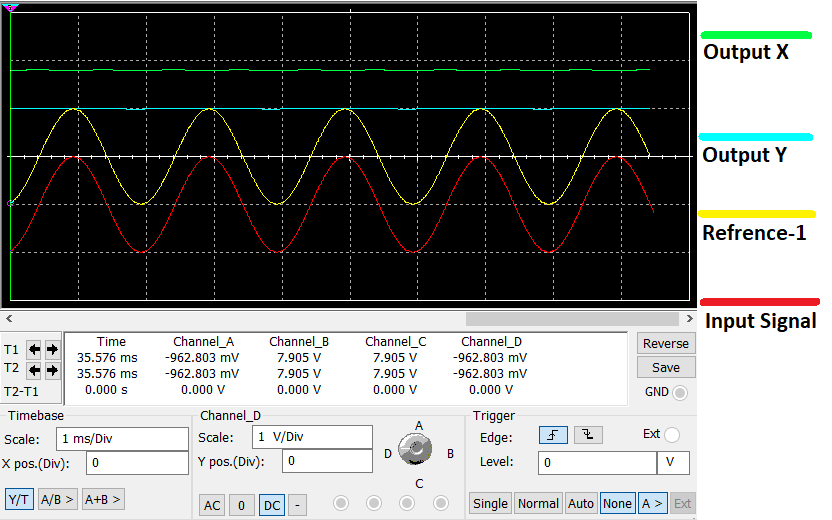 Output X
Output Y
Refrence-1
Input Signal
Time Channel_A Channel_B Channel_C Channel_D
T1 35.576 ms -962.803 mV 7.905 V 7.905 V -962.803 mV
T2 35.576 ms -962.803 mV 7.905 V 7.905 V -962.803 mV
T2-T1 0.000 s 0.000 V 0.000 V 0.000 V 0.000 V
Reverse
Save
GND
Timebase
Scale: 1 ms/Div
X pos.(Div): 0
Y/T A/B > A+B >
Channel_D
Scale: 1 V/Div
Y pos.(Div): 0
AC 0 DC -
A
D B
C
Trigger
Edge: Ext
Level: 0 V
Single Normal Auto None A > Ext